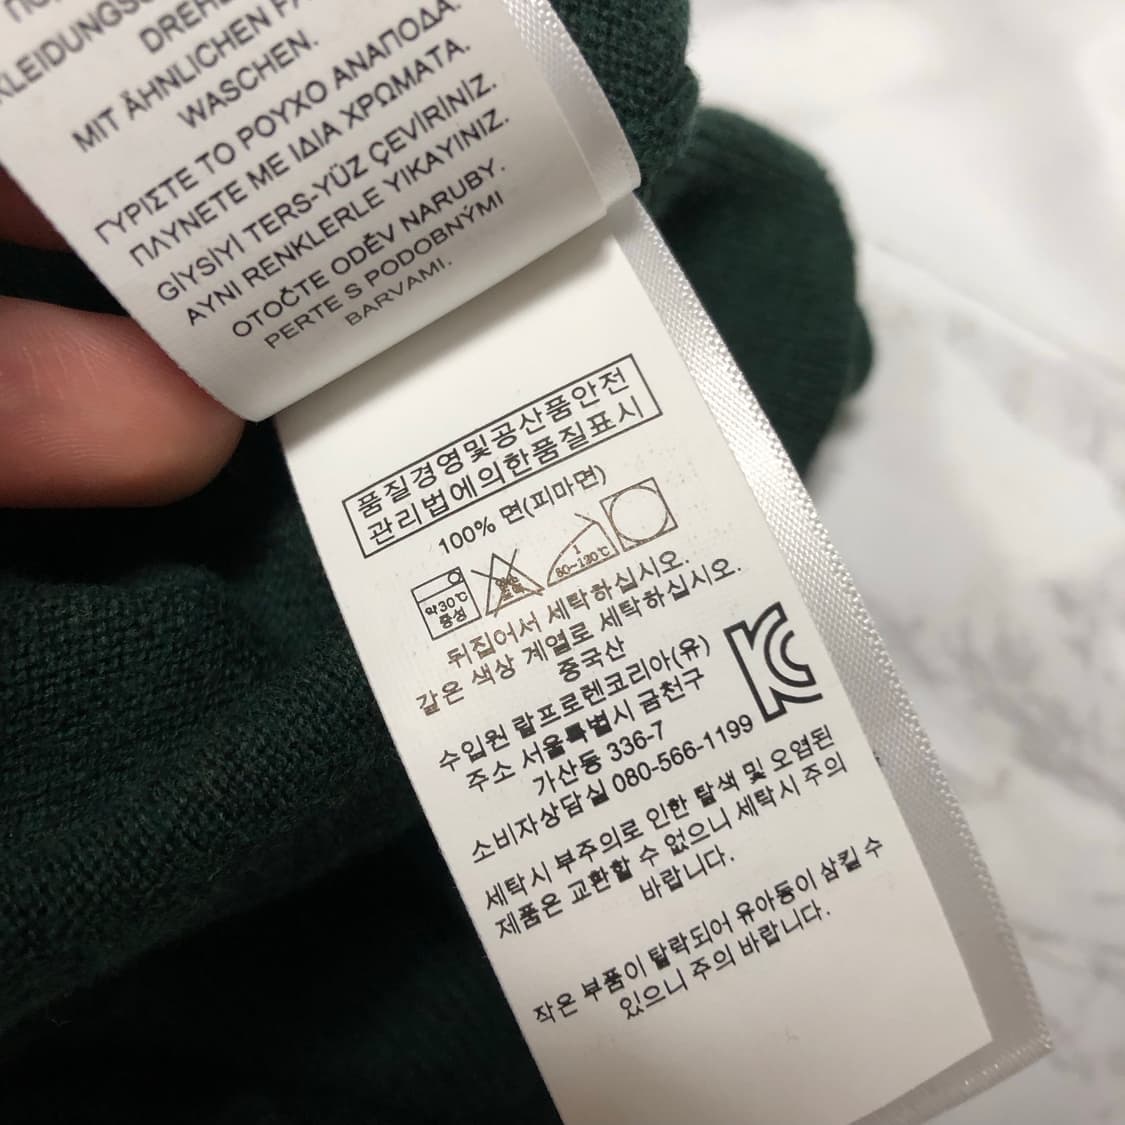 KLEIDUNGS
DREHE
MIT ÄHNLICHEN FA
WASCHEN.
ΓΥΡΙΣΤΕ ΤΟ ΡΟΥΧΟ ΑΝΑΠΟΔΑ.
ΠΛΥΝΕΤΕ ΜΕ ΙΔΙΑ ΧΡΩΜΑΤΑ.
GİYSİYİ TERS-YÜZ ÇEVİRİNİZ.
AYNI RENKLERLE YIKAYINIZ.
OTOČTE ODĚV NARUBY.
PERTE S PODOBNÝMI
BARVAMI.
품질경영및공산품안전
관리법에의한품질표시
100% 면(피마면)
약30℃
중성
염소
표백
1
80~120℃
뒤집어서 세탁하십시오.
같은 색상 계열로 세탁하십시오.
중국산
수입원 랄프로렌코리아(유)
주소 서울특별시 금천구
가산동 336-7
소비자상담실 080-566-1199
세탁시 부주의로 인한 탈색 및 오염된
제품은 교환할 수 없으니 세탁시 주의
바랍니다.
작은 부품이 탈락되어 유아동이 삼킬 수
있으니 주의 바랍니다.